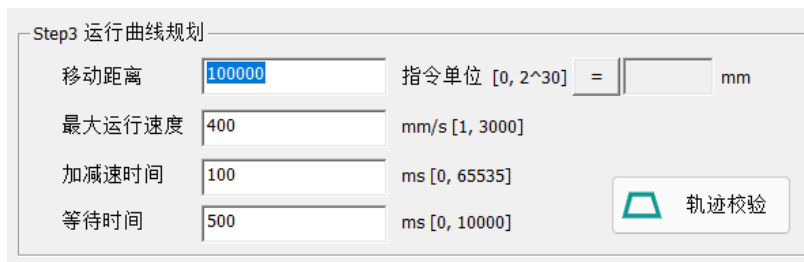 Step3 运行曲线规划
移动距离 100000 指令单位 [0, 2^30] = mm
最大运行速度 400 mm/s [1, 3000]
加减速时间 100 ms [0, 65535]
轨迹校验
等待时间 500 ms [0, 10000]